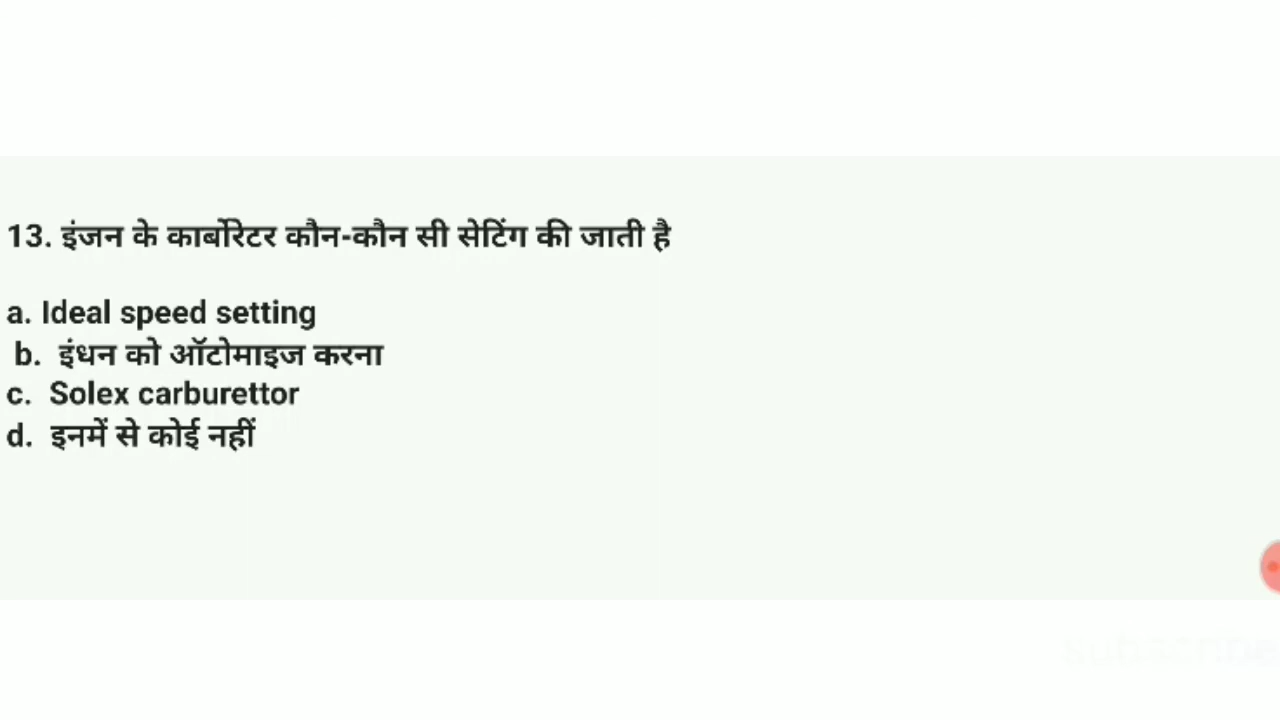 13. इंजन के कार्बोरेटर कौन-कौन सी सेटिंग की जाती है
a. Ideal speed setting
b. इंधन को ऑटोमाइज करना
c. Solex carburettor
d. इनमें से कोई नहीं